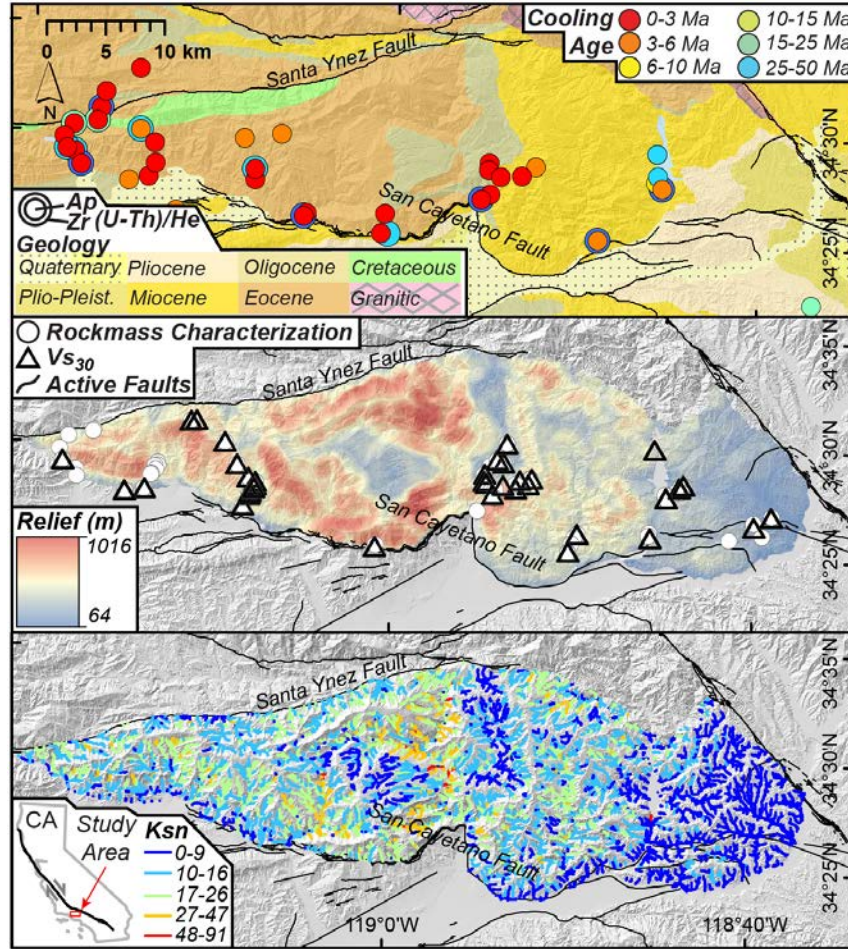 0 5 10 km
N
Cooling Age
0-3 Ma
3-6 Ma
6-10 Ma
10-15 Ma
15-25 Ma
25-50 Ma
Santa Ynez Fault
San Cayetano Fault
Ap
Zr (U-Th)/He
Geology
Quaternary Pliocene Oligocene Cretaceous
Plio-Pleist. Miocene Eocene Granitic
34°30'N
34°25'N
Rockmass Characterization
Vs30
Active Faults
Santa Ynez Fault
San Cayetano Fault
Relief (m)
1016
64
34°35'N
34°30'N
34°25'N
Santa Ynez Fault
San Cayetano Fault
CA
Study
Area
Ksn
0-9
10-16
17-26
27-47
48-91
34°35'N
34°30'N
34°25'N
119°0'W
118°40'W